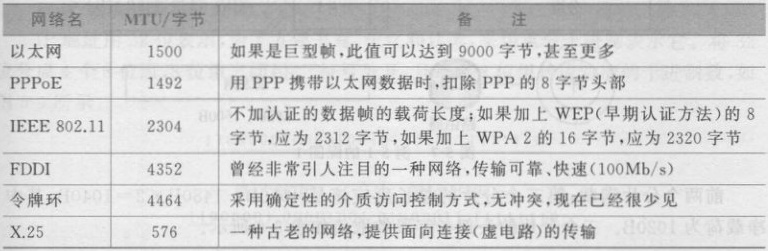 网络名 MTU/字节 备 注
以太网 1500 如果是巨型帧,此值可以达到 9000 字节,甚至更多
PPPoE 1492 用 PPP 携带以太网数据时,扣除 PPP 的 8 字节头部
IEEE 802.11 2304 不加认证的数据帧的载荷长度;如果加上 WEP(早期认证方法)的 8
字节,应为 2312 字节,如果加上 WPA 2 的 16 字节,应为 2320 字节
FDDI 4352 曾经非常引人注目的一种网络,传输可靠、快速(100Mb/s)
令牌环 4464 采用确定性的介质访问控制方式,无冲突,现在已经很少见
X.25 576 一种古老的网络,提供面向连接(虚电路)的传输